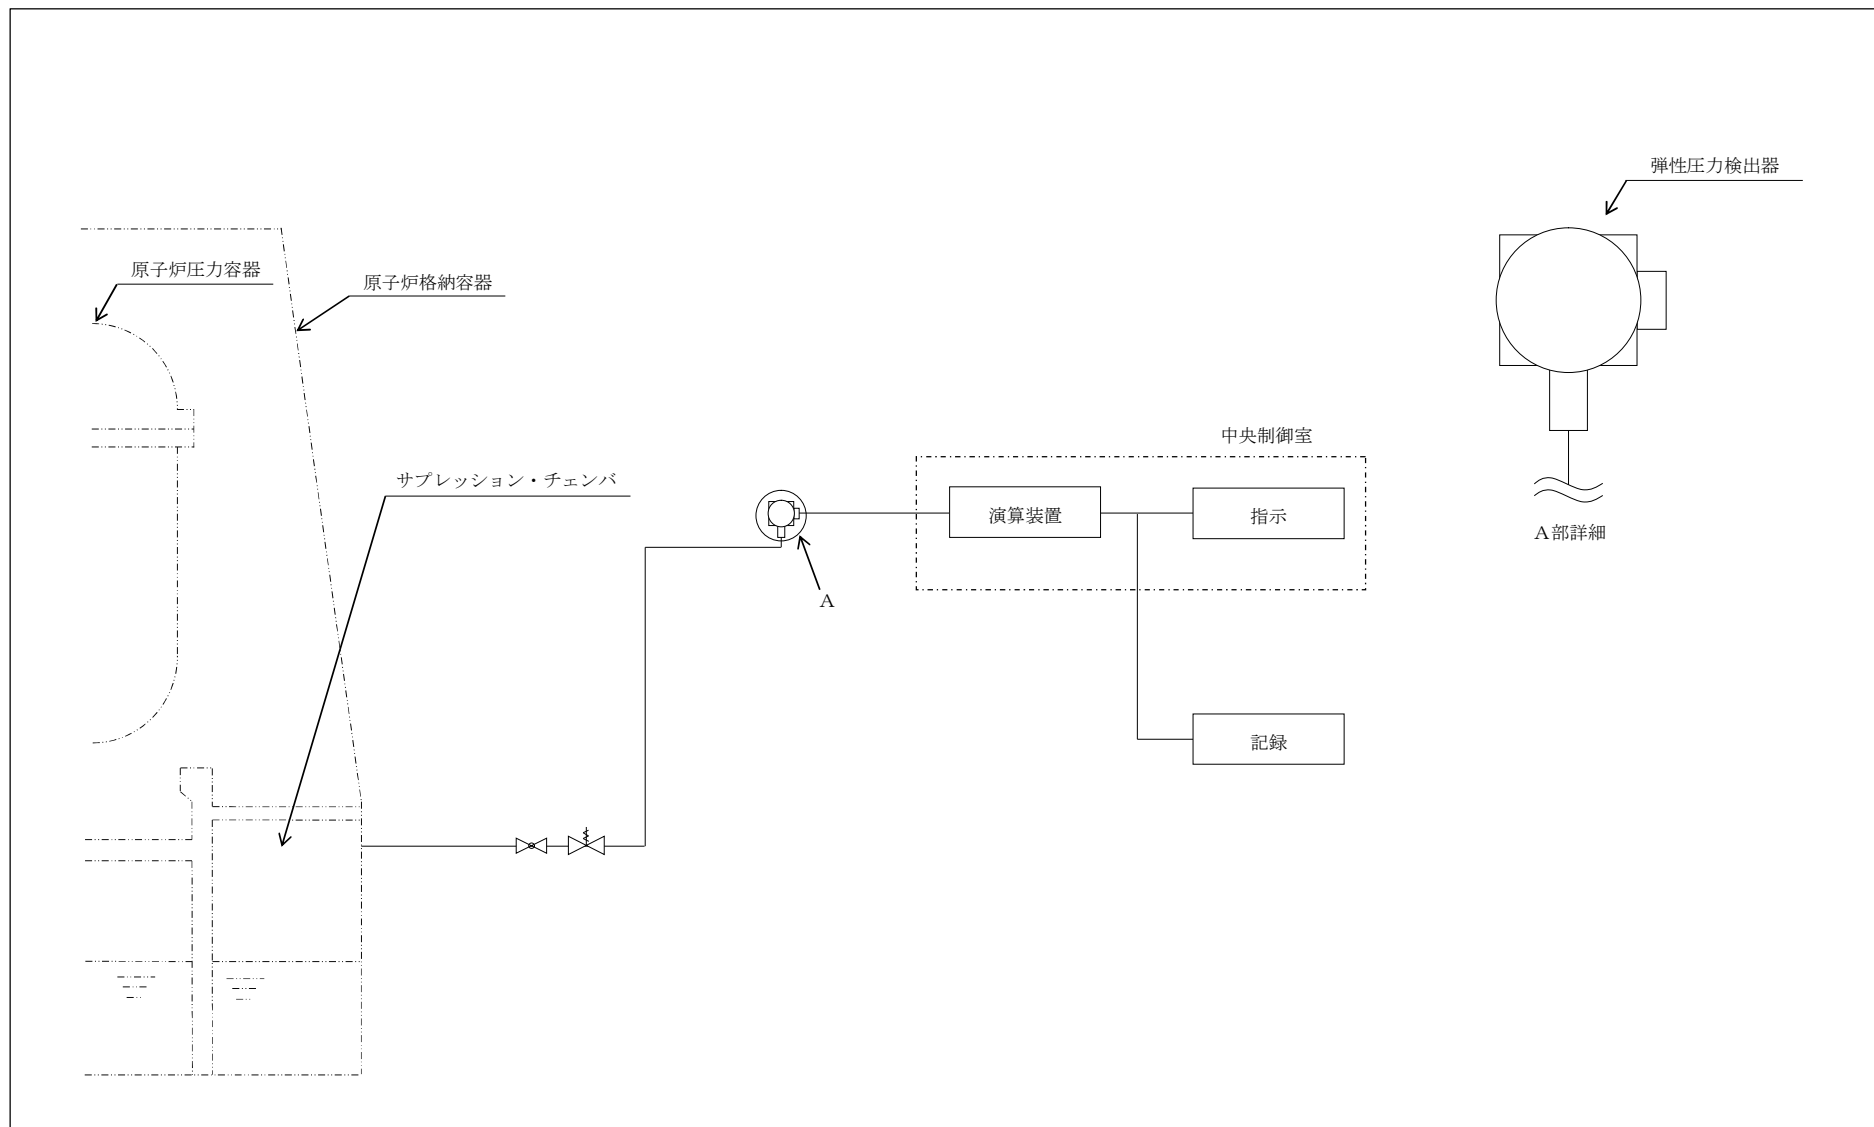 弾性圧力検出器
原子炉圧力容器
原子炉格納容器
中央制御室
サプレッション・チェンバ
演算装置
指示
A部詳細
A
記録